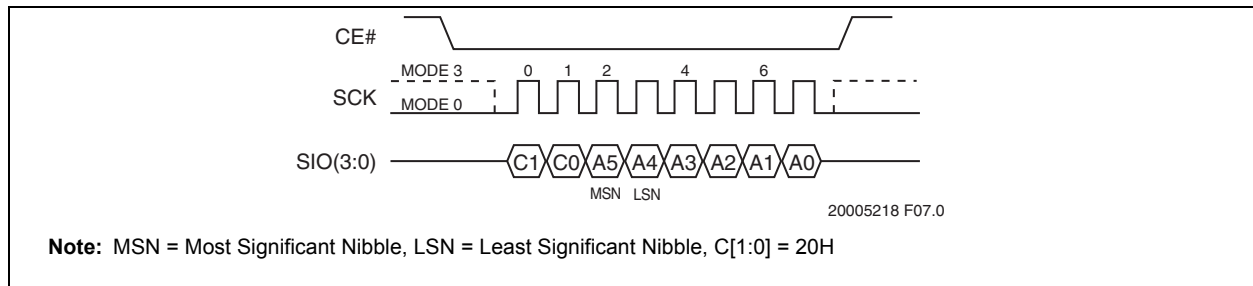 CE#
MODE 3 0 1 2 4 6
SCK
MODE 0
SIO(3:0) C1 C0 A5 A4 A3 A2 A1 A0
MSN LSN
20005218 F07.0
Note: MSN = Most Significant Nibble, LSN = Least Significant Nibble, C[1:0] = 20H